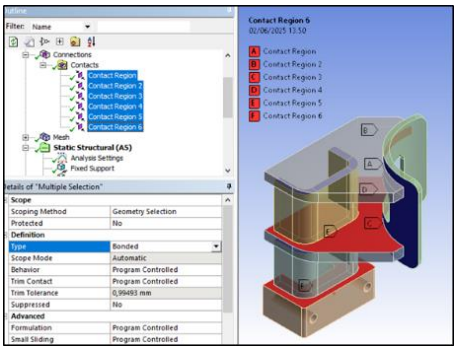 Outline
Filter: Name
Connections
Contacts
Contact Region
Contact Region 2
Contact Region 3
Contact Region 4
Contact Region 5
Contact Region 6
Mesh
Static Structural (A5)
Analysis Settings
Fixed Support
Details of "Multiple Selection"
Scope
Scoping Method Geometry Selection
Protected No
Definition
Type Bonded
Scope Mode Automatic
Behavior Program Controlled
Trim Contact Program Controlled
Trim Tolerance 0,99493 mm
Suppressed No
Advanced
Formulation Program Controlled
Small Sliding Program Controlled
Contact Region 6
02/06/2025 13.50
A Contact Region
B Contact Region 2
C Contact Region 3
D Contact Region 4
E Contact Region 5
F Contact Region 6
B
A
D
C
E